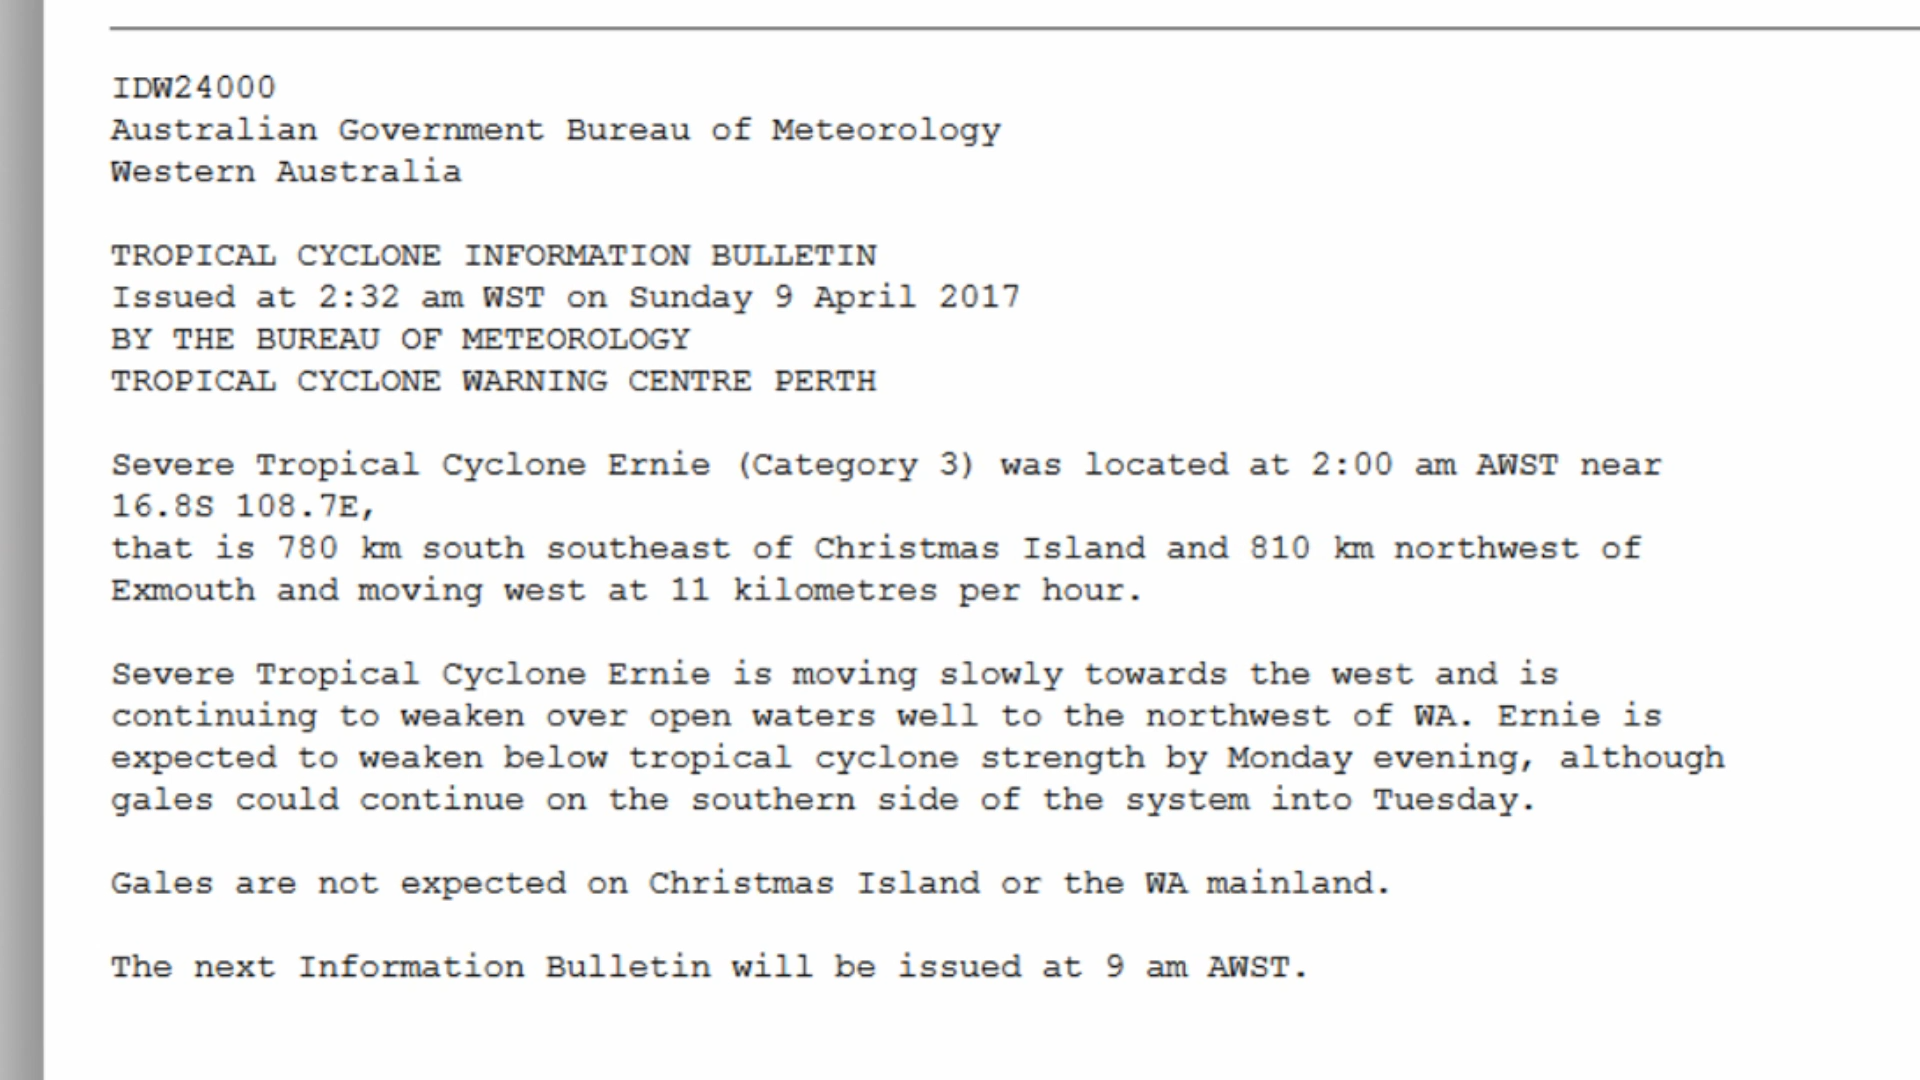 IDW24000
Australian Government Bureau of Meteorology
Western Australia
TROPICAL CYCLONE INFORMATION BULLETIN
Issued at 2:32 am WST on Sunday 9 April 2017
BY THE BUREAU OF METEOROLOGY
TROPICAL CYCLONE WARNING CENTRE PERTH
Severe Tropical Cyclone Ernie (Category 3) was located at 2:00 am AWST near
16.8S 108.7E,
that is 780 km south southeast of Christmas Island and 810 km northwest of
Exmouth and moving west at 11 kilometres per hour.
Severe Tropical Cyclone Ernie is moving slowly towards the west and is
continuing to weaken over open waters well to the northwest of WA. Ernie is
expected to weaken below tropical cyclone strength by Monday evening, although
gales could continue on the southern side of the system into Tuesday.
Gales are not expected on Christmas Island or the WA mainland.
The next Information Bulletin will be issued at 9 am AWST.